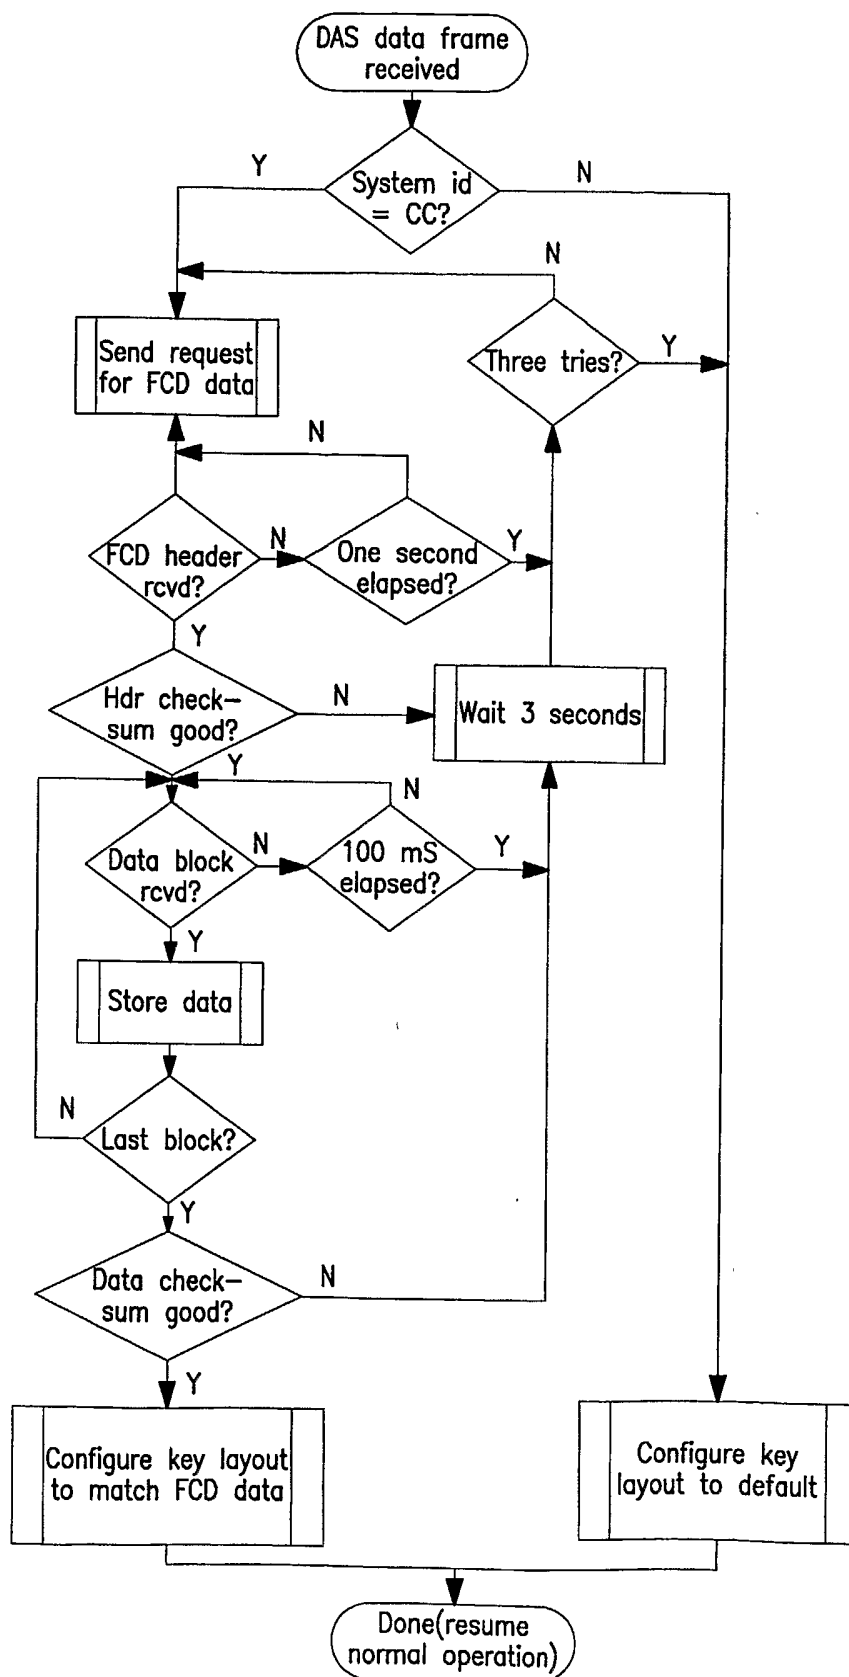 DAS data frame
received
Y
System id
= CC?
N
N
Send request
for FCD data
Three tries?
Y
N
FCD header
rcvd?
N
One second
elapsed?
Y
Y
Hdr check-
sum good?
N
Wait 3 seconds
Y
N
Data block
rcvd?
N
100 mS
elapsed?
Y
Y
Store data
N
Last block?
Y
Data check-
sum good?
N
Y
Configure key layout
to match FCD data
Configure key
layout to default
Done(resume
normal operation)